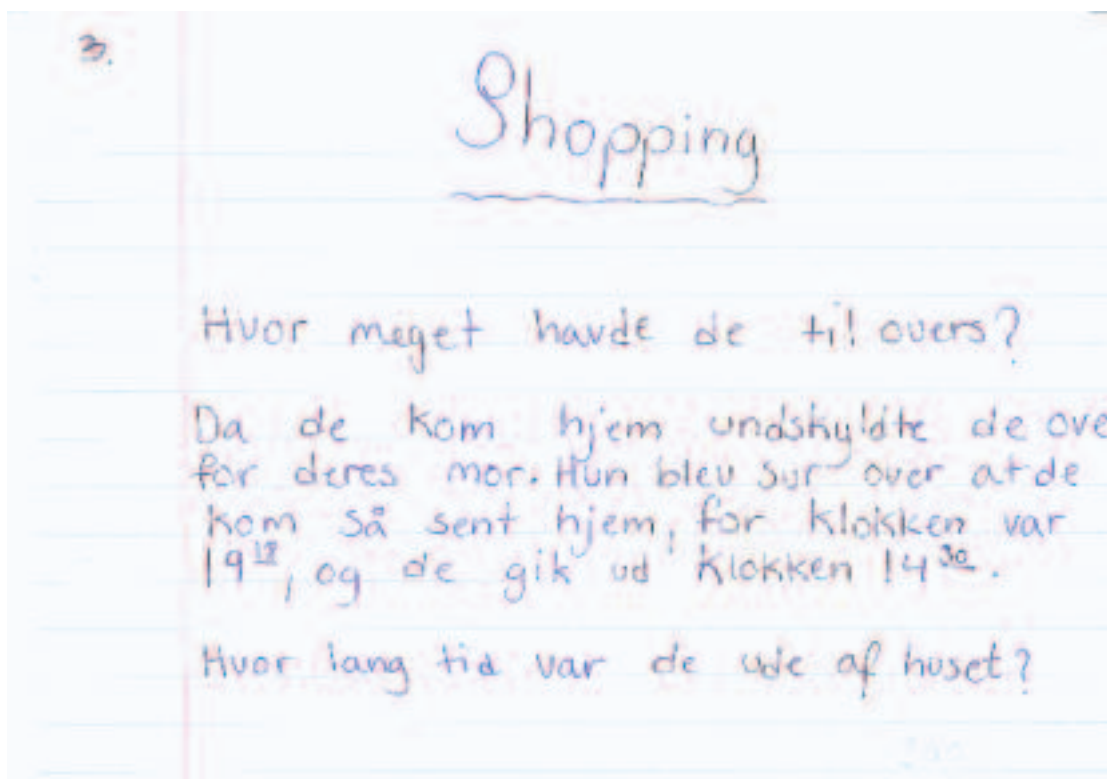 3.
Shopping
Hvor meget havde de til overs?
Da de kom hjem undskyldte de ove
for deres mor. Hun blev sur over at de
kom så sent hjem, for klokken var
19 18, og de gik ud klokken 14 30.
Hvor lang tid var de ude af huset?